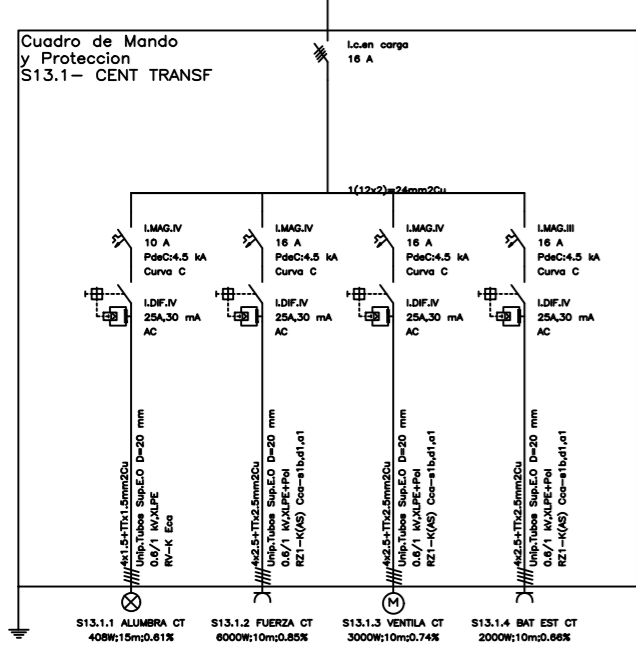 Cuadro de Mando
y Proteccion
S13.1- CENT TRANSF
I.c.en carga
16 A
1(12x2)=24mm2Cu
I.MAG.IV
10 A
PdeC:4.5 kA
Curva C
I.DIF.IV
25A,30 mA
AC
4x1.5+TTx1.5mm2Cu
Unip.Tubos Sup.E.O D=20 mm
0.6/1 kV,XLPE
RV-K Eca
S13.1.1 ALUMBRA CT
408W;15m;0.61%
I.MAG.IV
16 A
PdeC:4.5 kA
Curva C
I.DIF.IV
25A,30 mA
AC
4x2.5+TTx2.5mm2Cu
Unip.Tubos Sup.E.O D=20 mm
0.6/1 kV,XLPE+Pol
RZ1-K(AS) Cca-s1b,d1,a1
S13.1.2 FUERZA CT
6000W;10m;0.85%
I.MAG.IV
16 A
PdeC:4.5 kA
Curva C
I.DIF.IV
25A,30 mA
AC
4x2.5+TTx2.5mm2Cu
Unip.Tubos Sup.E.O D=20 mm
0.6/1 kV,XLPE+Pol
RZ1-K(AS) Cca-s1b,d1,a1
M
S13.1.3 VENTILA CT
3000W;10m;0.74%
I.MAG.III
16 A
PdeC:4.5 kA
Curva C
I.DIF.IV
25A,30 mA
AC
4x2.5+TTx2.5mm2Cu
Unip.Tubos Sup.E.O D=20 mm
0.6/1 kV,XLPE+Pol
RZ1-K(AS) Cca-s1b,d1,a1
S13.1.4 BAT EST CT
2000W;10m;0.66%